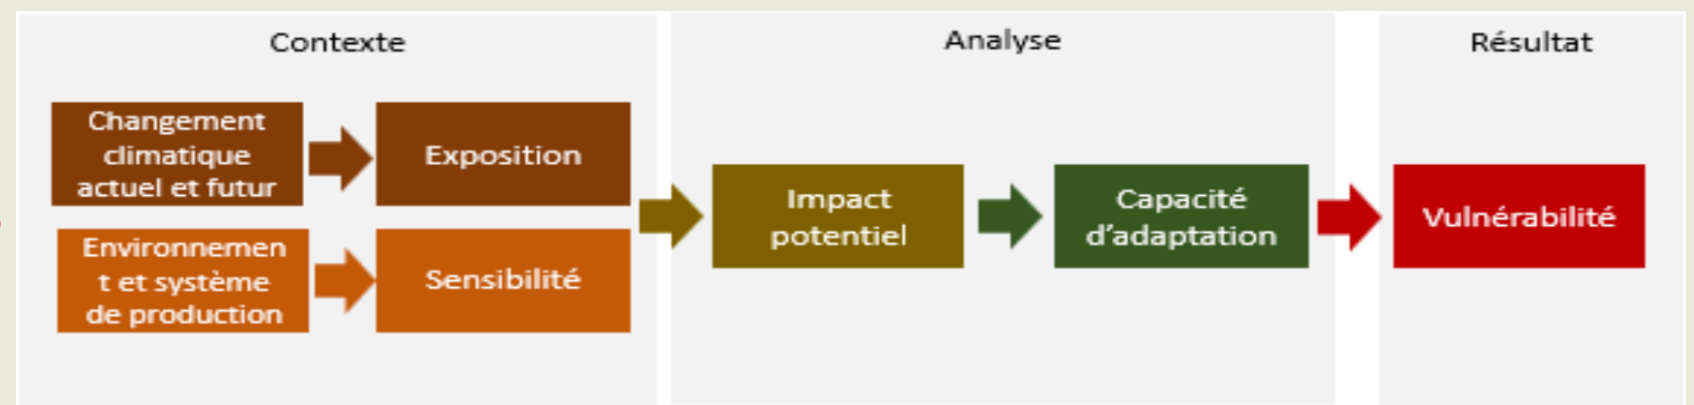 Contexte
Analyse
Résultat
Changement
climatique
actuel et futur
Exposition
Environnemen
t et système
de production
Sensibilité
Impact
potentiel
Capacité
d’adaptation
Vulnérabilité